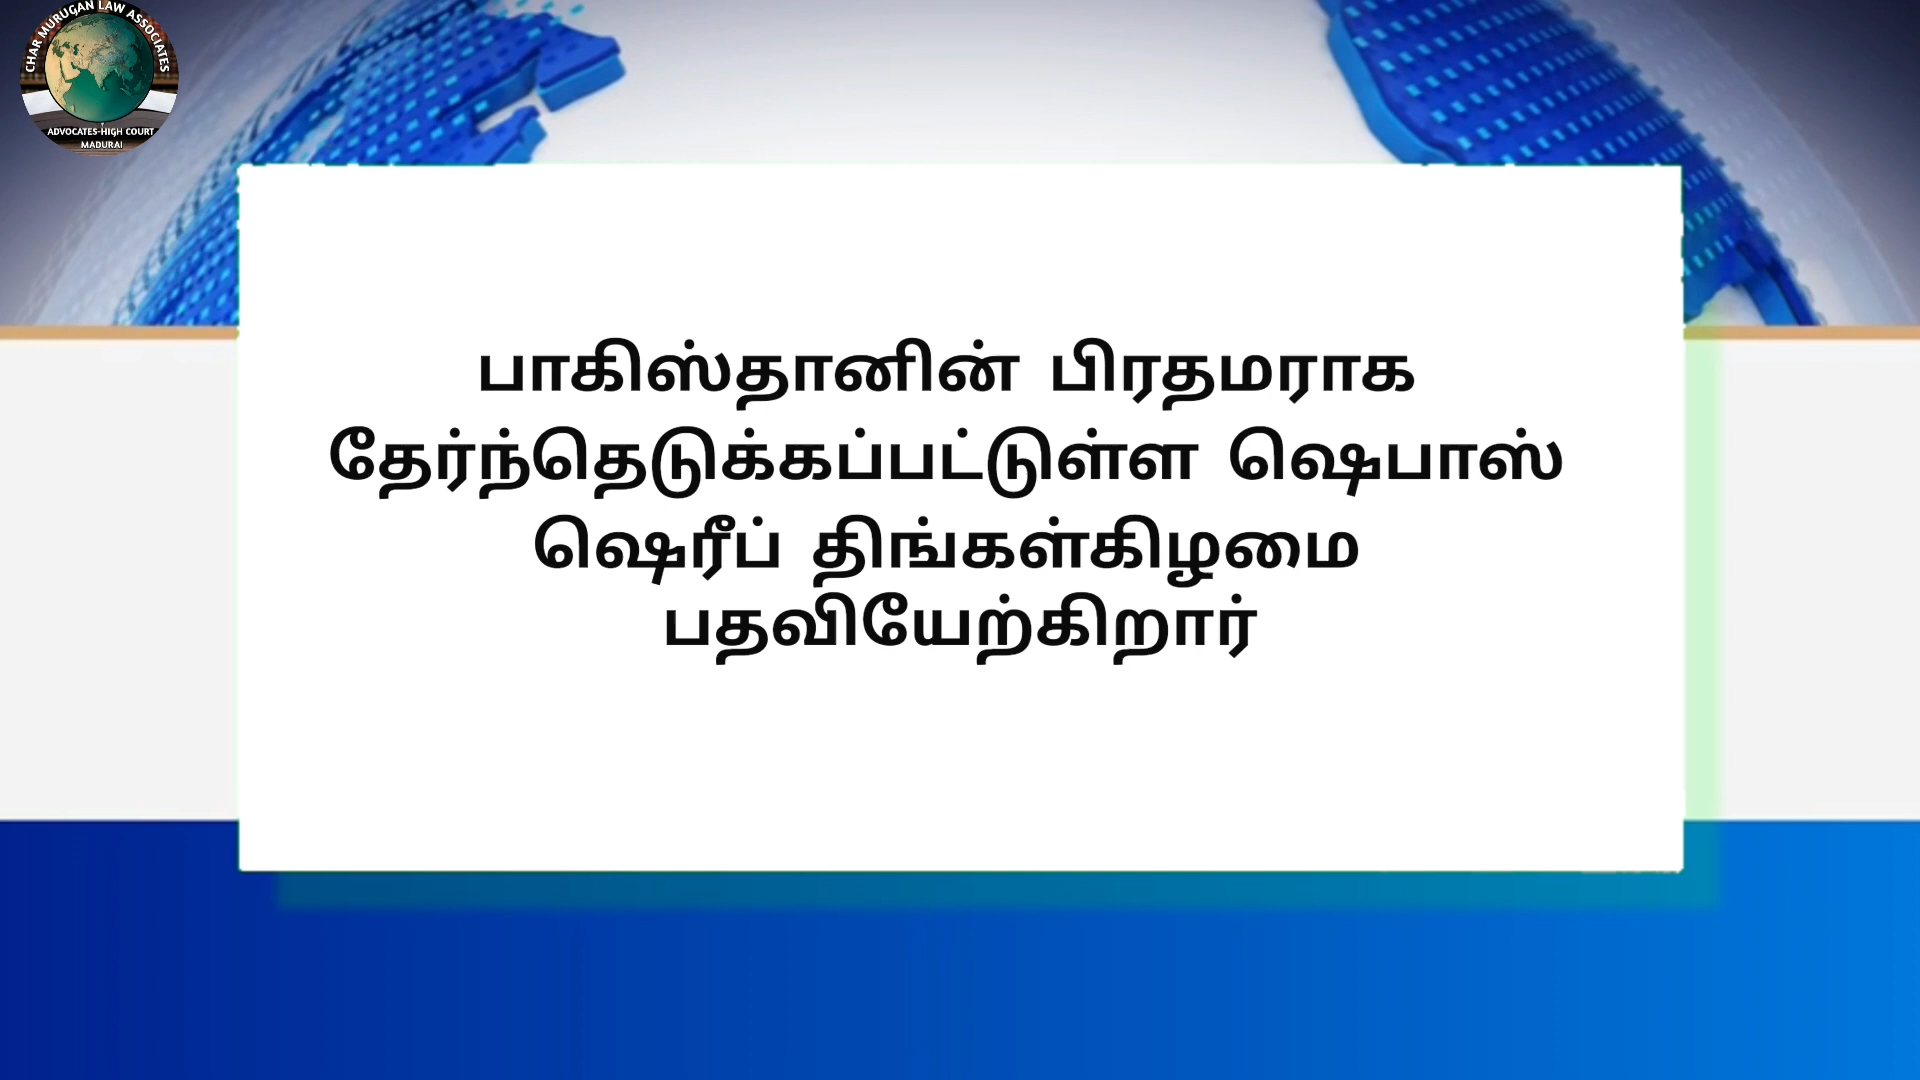 CHAR MURUGAN LAW ASSOCIATES
ADVOCATES-HIGH COURT
MADURAI
பாகிஸ்தானின் பிரதமராக
தேர்ந்தெடுக்கப்பட்டுள்ள ஷெபாஸ்
ஷெரீப் திங்கள்கிழமை
பதவியேற்கிறார்